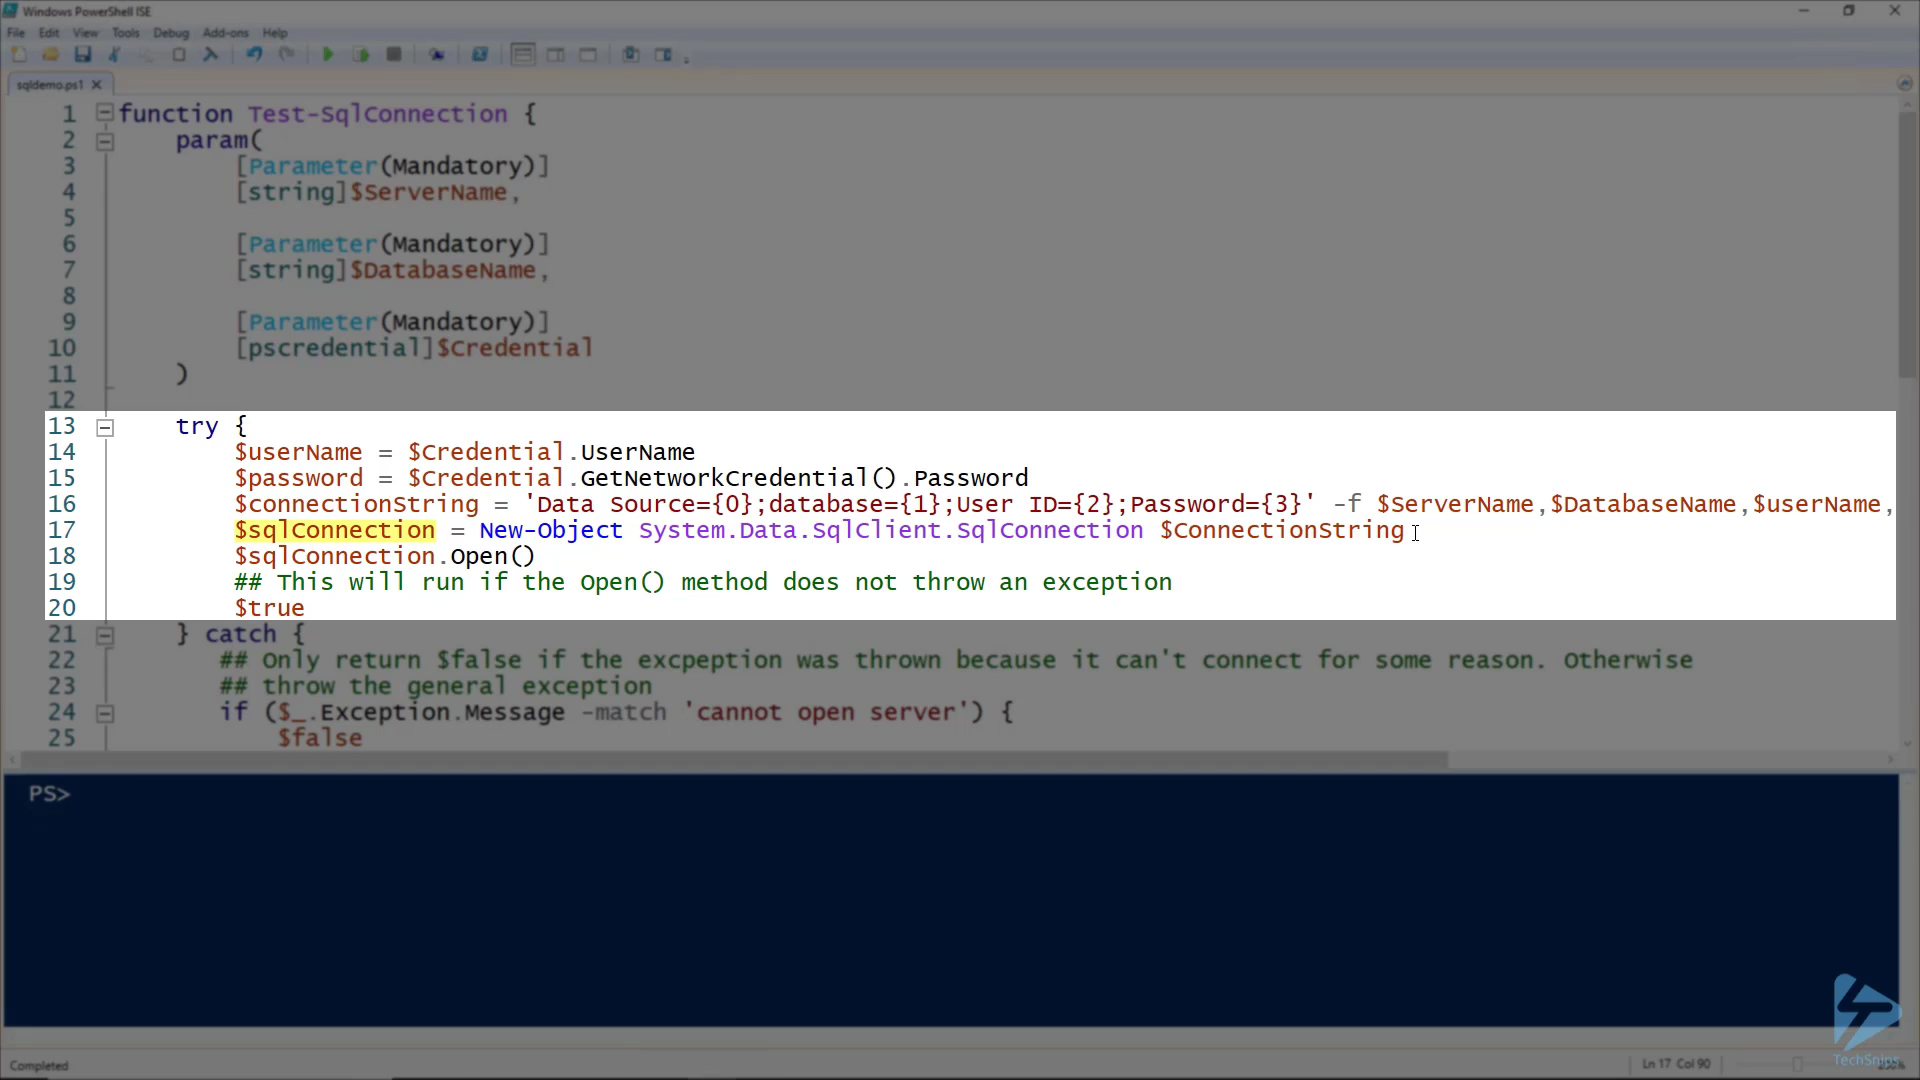 Windows PowerShell ISE
File Edit View Tools Debug Add-ons Help
sqldemo.ps1
1 function Test-SqlConnection {
2 param(
3 [Parameter(Mandatory)]
4 [string]$ServerName,
5
6 [Parameter(Mandatory)]
7 [string]$DatabaseName,
8
9 [Parameter(Mandatory)]
10 [pscredential]$Credential
11 )
12
13 try {
14 $userName = $Credential.UserName
15 $password = $Credential.GetNetworkCredential().Password
16 $connectionString = 'Data Source={0};database={1};User ID={2};Password={3}' -f $ServerName,$DatabaseName,$userName,
17 $sqlConnection = New-Object System.Data.SqlClient.SqlConnection $ConnectionString
18 $sqlConnection.Open()
19 ## This will run if the Open() method does not throw an exception
20 $true
21 } catch {
22 ## Only return $false if the excpeption was thrown because it can't connect for some reason. Otherwise
23 ## throw the general exception
24 if ($_.Exception.Message -match 'cannot open server') {
25 $false
PS>
Completed
Ln 17 Col 90
TechSnips